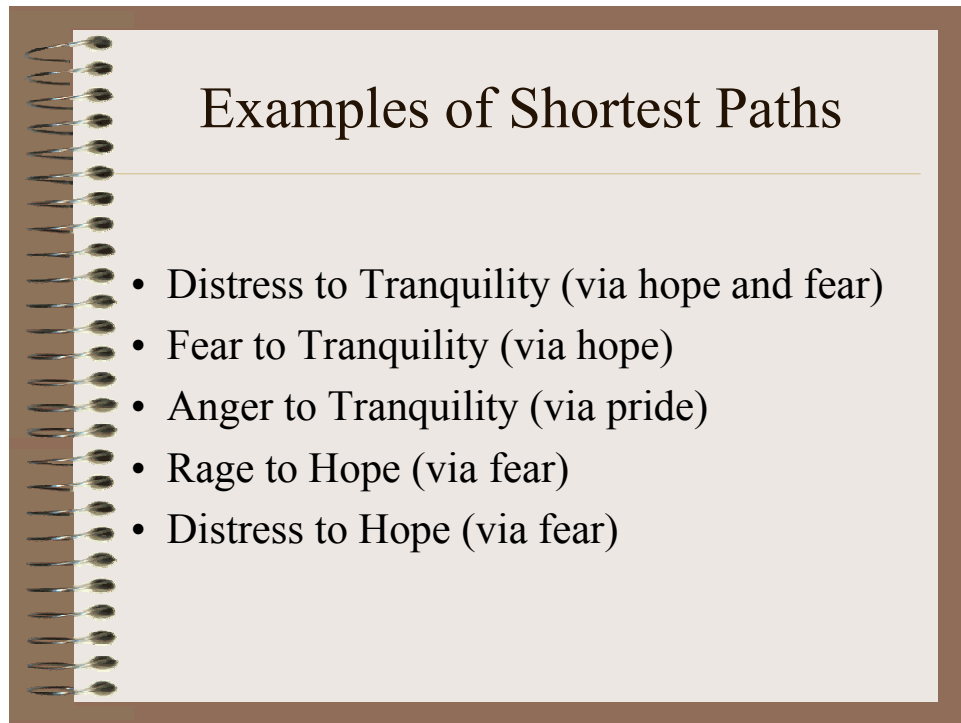 Examples of Shortest Paths
• Distress to Tranquility (via hope and fear)
• Fear to Tranquility (via hope)
• Anger to Tranquility (via pride)
• Rage to Hope (via fear)
• Distress to Hope (via fear)